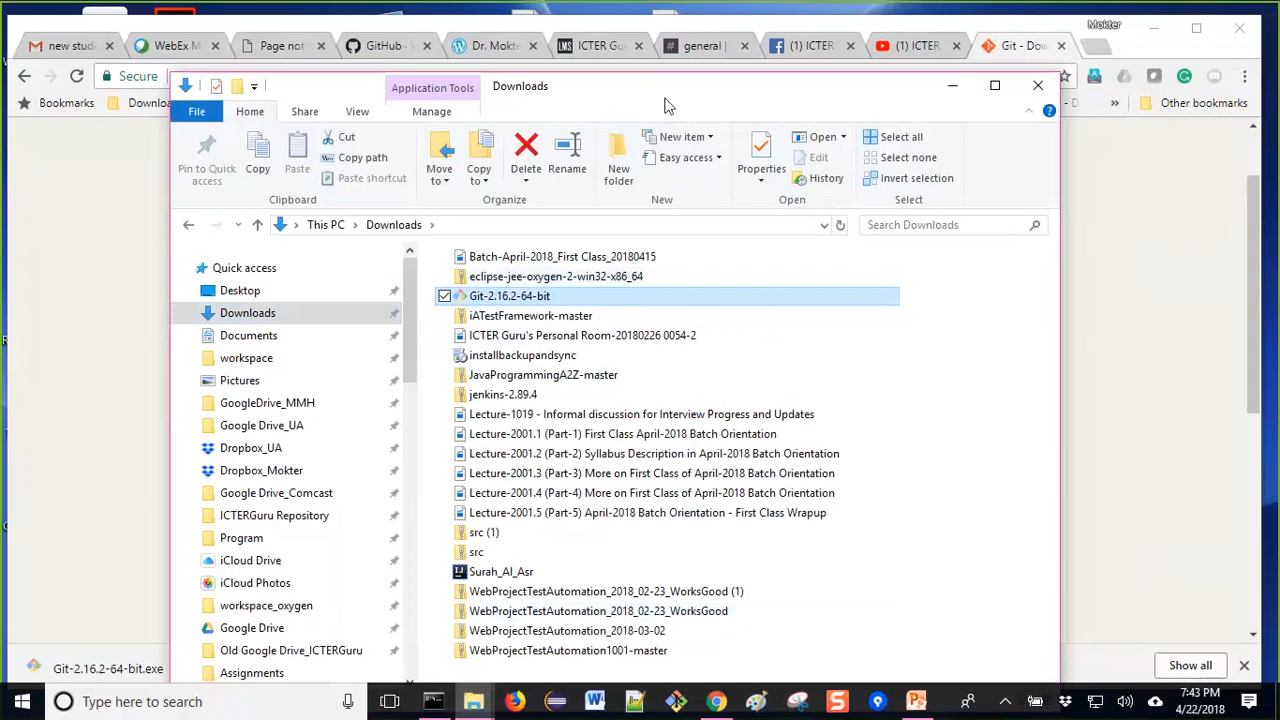 Mokter
new stud
WebEx M
Page not
GitHub -
Dr. Mokte
LMS
ICTER Gu
general |
(1) ICTER
(1) ICTER
Git - Dow
Secure
Bookmarks
Downloa
Other bookmarks
Application Tools
Downloads
File
Home
Share
View
Manage
Pin to Quick access
Copy
Paste
Cut
Copy path
Paste shortcut
Clipboard
Move to
Copy to
Delete
Rename
Organize
New folder
New item
Easy access
New
Properties
Open
Edit
History
Open
Select all
Select none
Invert selection
Select
This PC
Downloads
Search Downloads
Quick access
Desktop
Downloads
Documents
workspace
Pictures
GoogleDrive_MMH
Google Drive_UA
Dropbox_UA
Dropbox_Mokter
Google Drive_Comcast
ICTERGuru Repository
Program
iCloud Drive
iCloud Photos
workspace_oxygen
Google Drive
Old Google Drive_ICTERGuru
Assignments
Batch-April-2018_First Class_20180415
eclipse-jee-oxygen-2-win32-x86_64
Git-2.16.2-64-bit
iATestFramework-master
ICTER Guru's Personal Room-20180226 0054-2
installbackupandsync
JavaProgrammingA2Z-master
jenkins-2.89.4
Lecture-1019 - Informal discussion for Interview Progress and Updates
Lecture-2001.1 (Part-1) First Class April-2018 Batch Orientation
Lecture-2001.2 (Part-2) Syllabus Description in April-2018 Batch Orientation
Lecture-2001.3 (Part-3) More on First Class of April-2018 Batch Orientation
Lecture-2001.4 (Part-4) More on First Class of April-2018 Batch Orientation
Lecture-2001.5 (Part-5) April-2018 Batch Orientation - First Class Wrapup
src (1)
src
Surah_Al_Asr
WebProjectTestAutomation_2018_02-23_WorksGood (1)
WebProjectTestAutomation_2018_02-23_WorksGood
WebProjectTestAutomation_2018-03-02
WebProjectTestAutomation1001-master
Git-2.16.2-64-bit.exe
Show all
Type here to search
7:43 PM
4/22/2018